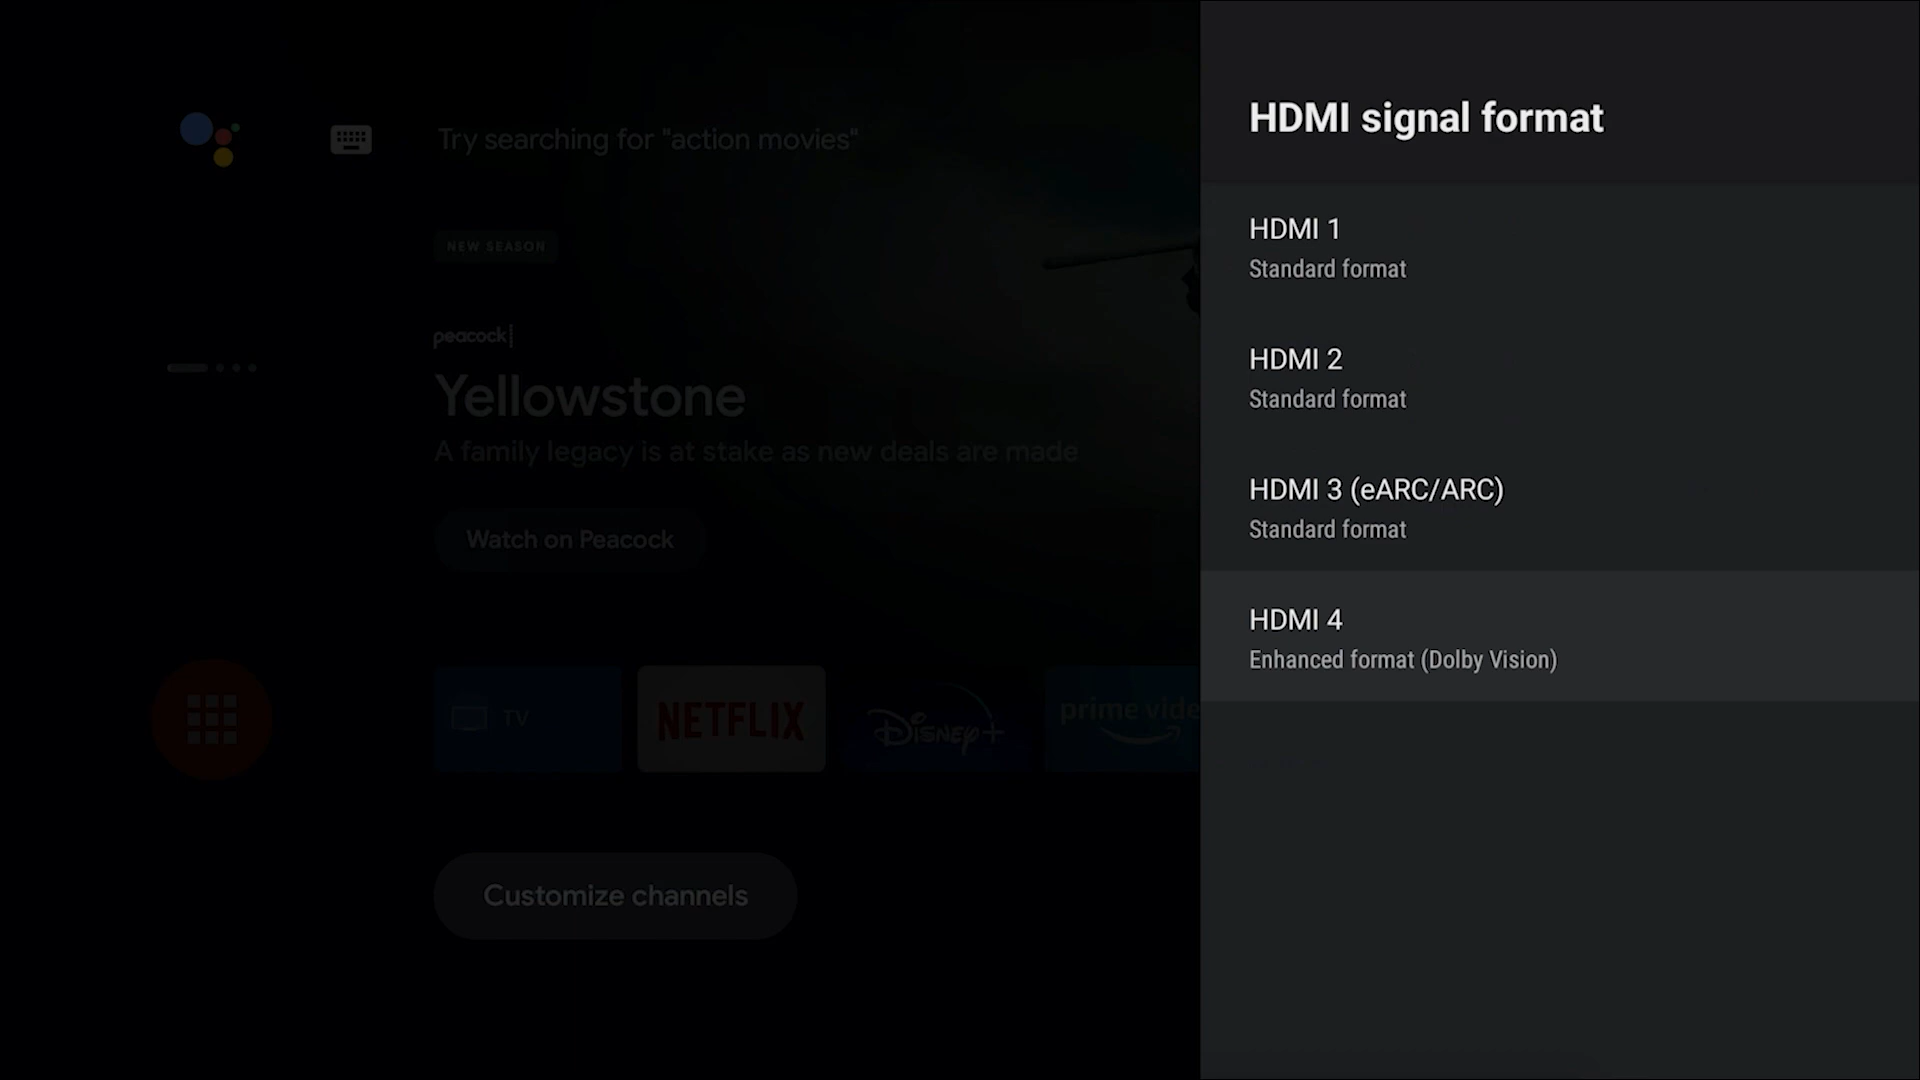 Try searching for "action movies"
NEW SEASON
peacock
Yellowstone
A family legacy is at stake as new deals are made
Watch on Peacock
TV
NETFLIX
Disney+
prime vide
Customize channels
HDMI signal format
HDMI 1
Standard format
HDMI 2
Standard format
HDMI 3 (eARC/ARC)
Standard format
HDMI 4
Enhanced format (Dolby Vision)